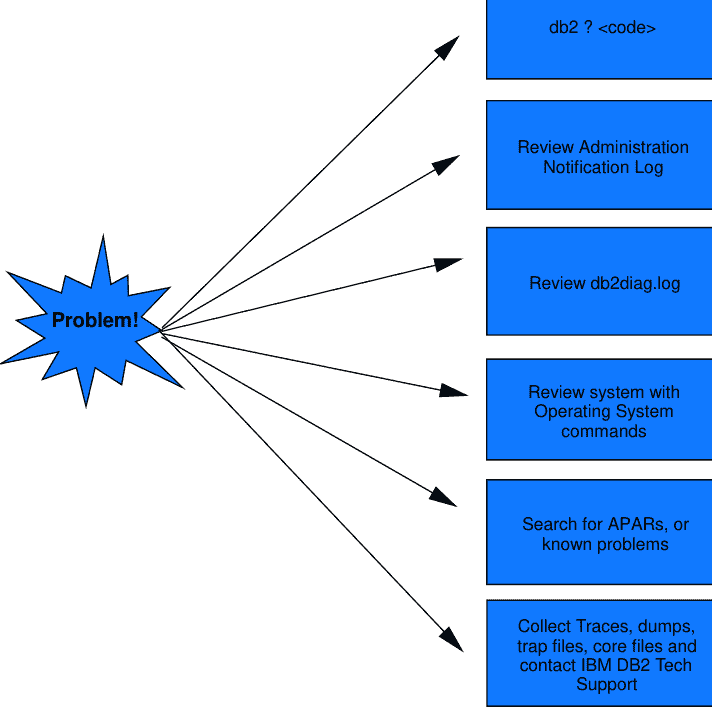 db2 ? <code>
Review Administration
Notification Log
Problem!
Review db2diag.log
Review system with
Operating System
commands
Search for APARs, or
known problems
Collect Traces, dumps,
trap files, core files and
contact IBM DB2 Tech
Support